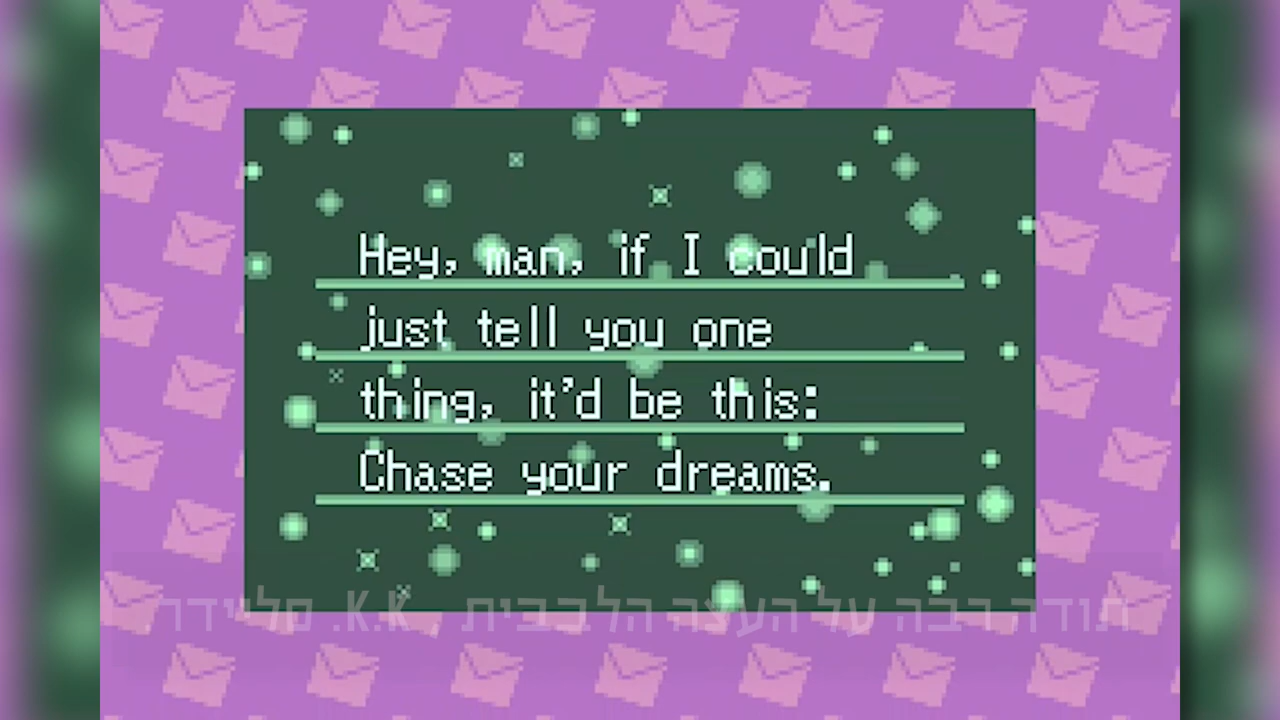 Hey, man, if I could
just tell you one
thing, it'd be this:
Chase your dreams.
תודה רבה על העצה הלבבית K.K. סליידר